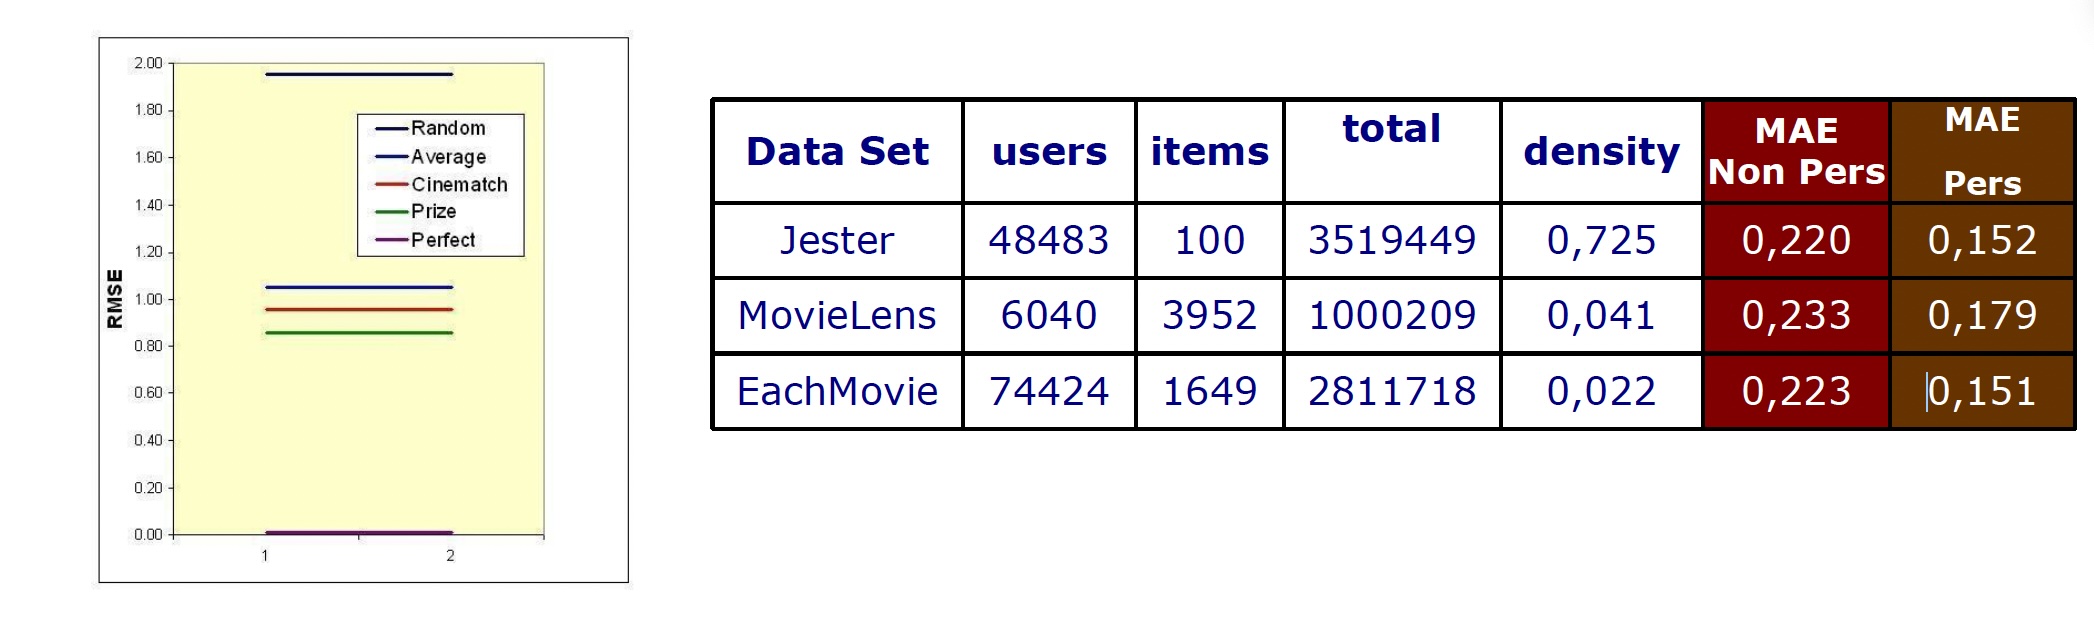 2.00
1.80
1.60
1.40
1.20
1.00
0.80
0.60
0.40
0.20
0.00
RMSE
Random
Average
Cinematch
Prize
Perfect
1 2
Data Set users items total density MAE Non Pers MAE Pers
Jester 48483 100 3519449 0,725 0,220 0,152
MovieLens 6040 3952 1000209 0,041 0,233 0,179
EachMovie 74424 1649 2811718 0,022 0,223 0,151